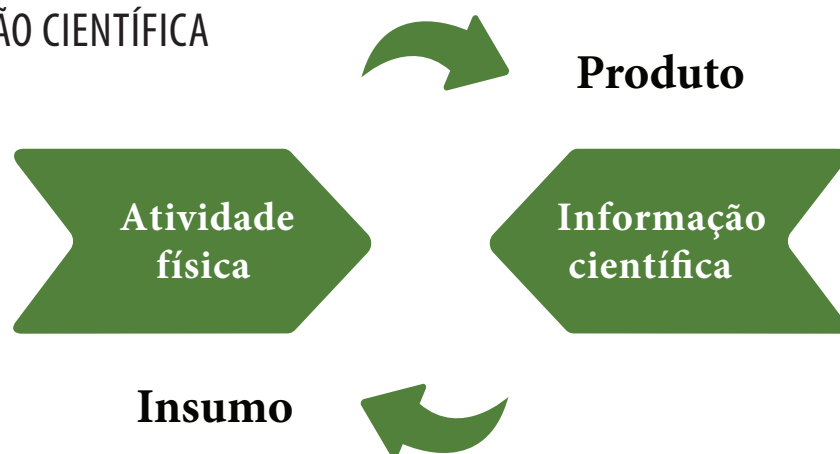 ÃO CIENTÍFICA
Produto
Atividade
física
Informação
científica
Insumo